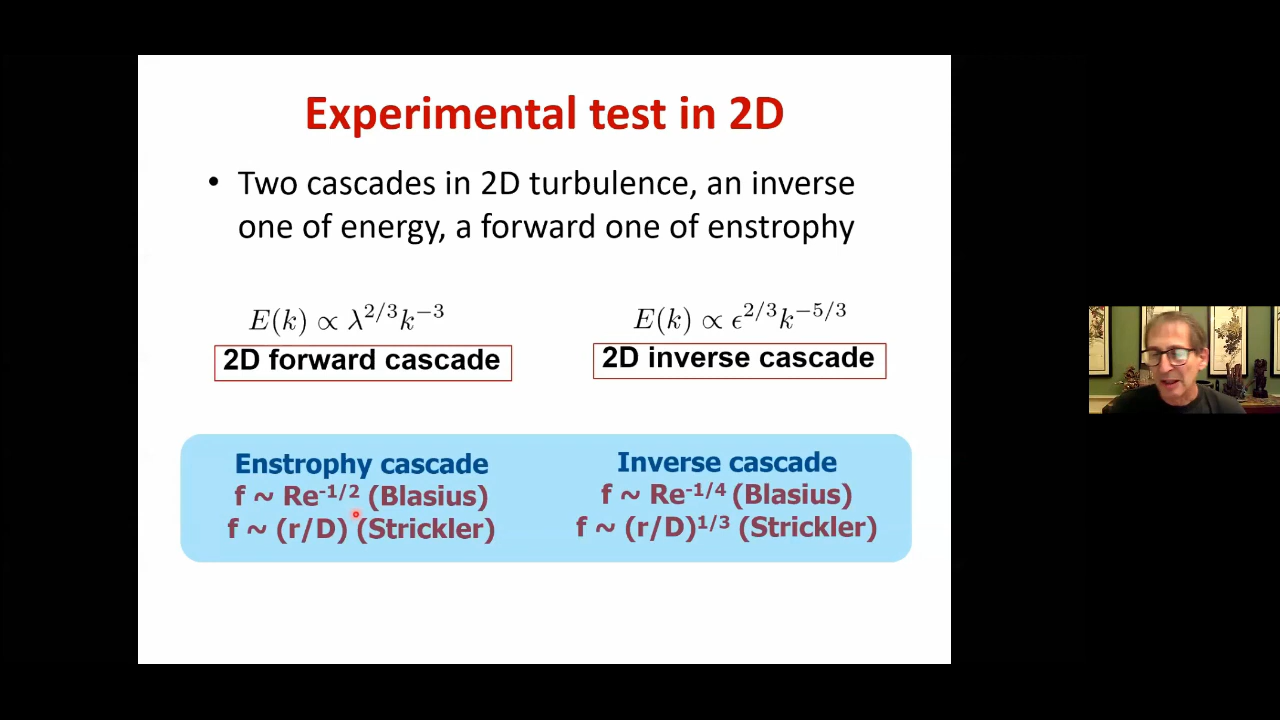 Experimental test in 2D
• Two cascades in 2D turbulence, an inverse
one of energy, a forward one of enstrophy
E(k) ∝ λ^{2/3}k^{-3}
E(k) ∝ ϵ^{2/3}k^{-5/3}
2D forward cascade
2D inverse cascade
Enstrophy cascade
f ~ Re^{-1/2} (Blasius)
f ~ (r/D) (Strickler)
Inverse cascade
f ~ Re^{-1/4} (Blasius)
f ~ (r/D)^{1/3} (Strickler)